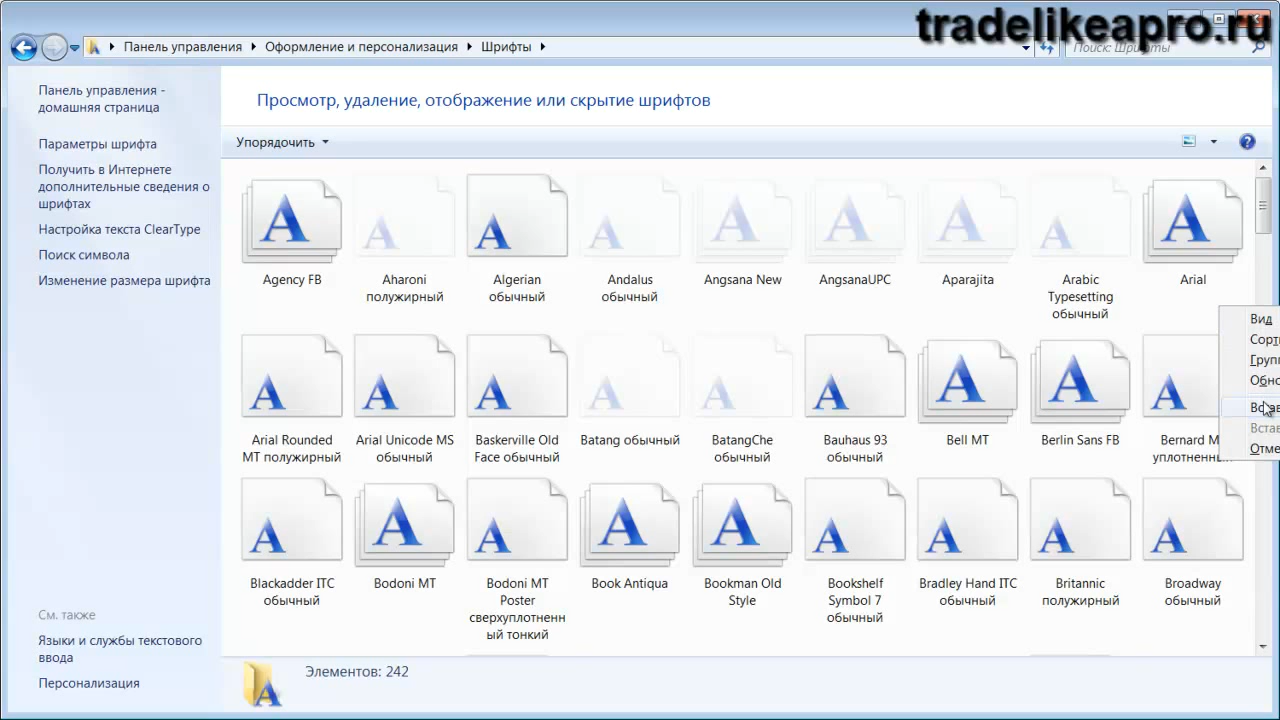 tradelikeapro.ru
Панель управления
Оформление и персонализация
Шрифты
Поиск: Шрифты
Панель управления -
домашняя страница
Параметры шрифта
Получить в Интернете
дополнительные сведения о
шрифтах
Настройка текста ClearType
Поиск символа
Изменение размера шрифта
Просмотр, удаление, отображение или скрытие шрифтов
Упорядочить
Agency FB
Aharoni
полужирный
Algerian
обычный
Andalus
обычный
Angsana New
AngsanaUPC
Aparajita
Arabic
Typesetting
обычный
Arial
Вид
Сорти
Групп
Обно
Встав
Отме
Arial Rounded
MT полужирный
Arial Unicode MS
обычный
Baskerville Old
Face обычный
Batang обычный
BatangChe
обычный
Bauhaus 93
обычный
Bell MT
Berlin Sans FB
Bernard M
уплотненны
Blackadder ITC
обычный
Bodoni MT
Bodoni MT
Poster
сверхуплотненн
ый тонкий
Book Antiqua
Bookman Old
Style
Bookshelf
Symbol 7
обычный
Bradley Hand ITC
обычный
Britannic
полужирный
Broadway
обычный
См. также
Языки и службы текстового
ввода
Персонализация
Элементов: 242